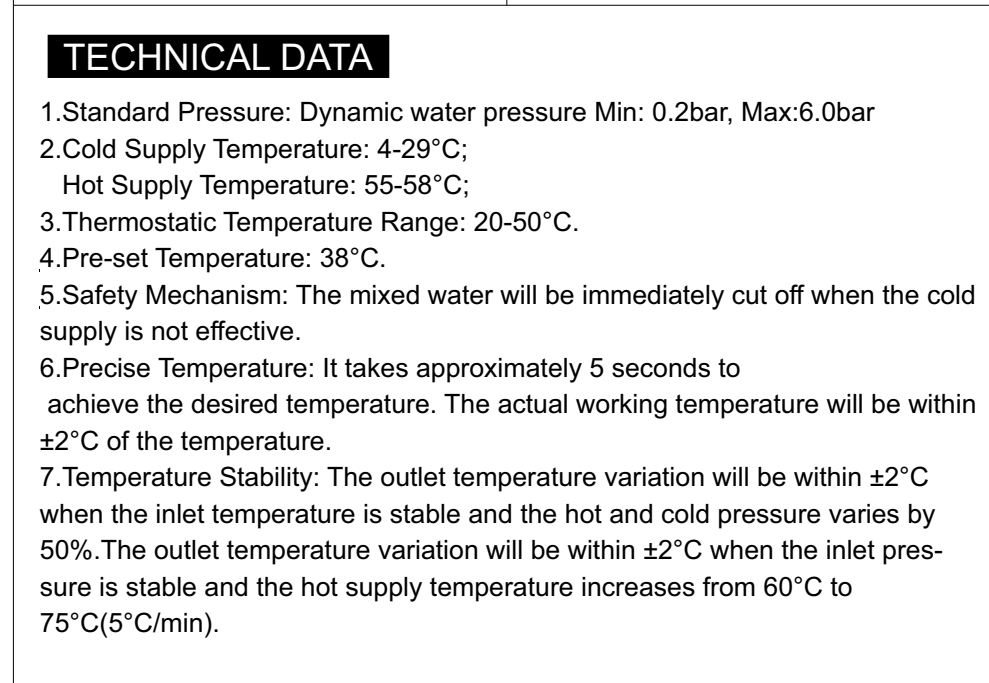 TECHNICAL DATA
1.Standard Pressure: Dynamic water pressure Min: 0.2bar, Max:6.0bar
2.Cold Supply Temperature: 4-29°C;
Hot Supply Temperature: 55-58°C;
3.Thermostatic Temperature Range: 20-50°C.
4.Pre-set Temperature: 38°C.
5.Safety Mechanism: The mixed water will be immediately cut off when the cold
supply is not effective.
6.Precise Temperature: It takes approximately 5 seconds to
achieve the desired temperature. The actual working temperature will be within
±2°C of the temperature.
7.Temperature Stability: The outlet temperature variation will be within ±2°C
when the inlet temperature is stable and the hot and cold pressure varies by
50%.The outlet temperature variation will be within ±2°C when the inlet pres-
sure is stable and the hot supply temperature increases from 60°C to
75°C(5°C/min).